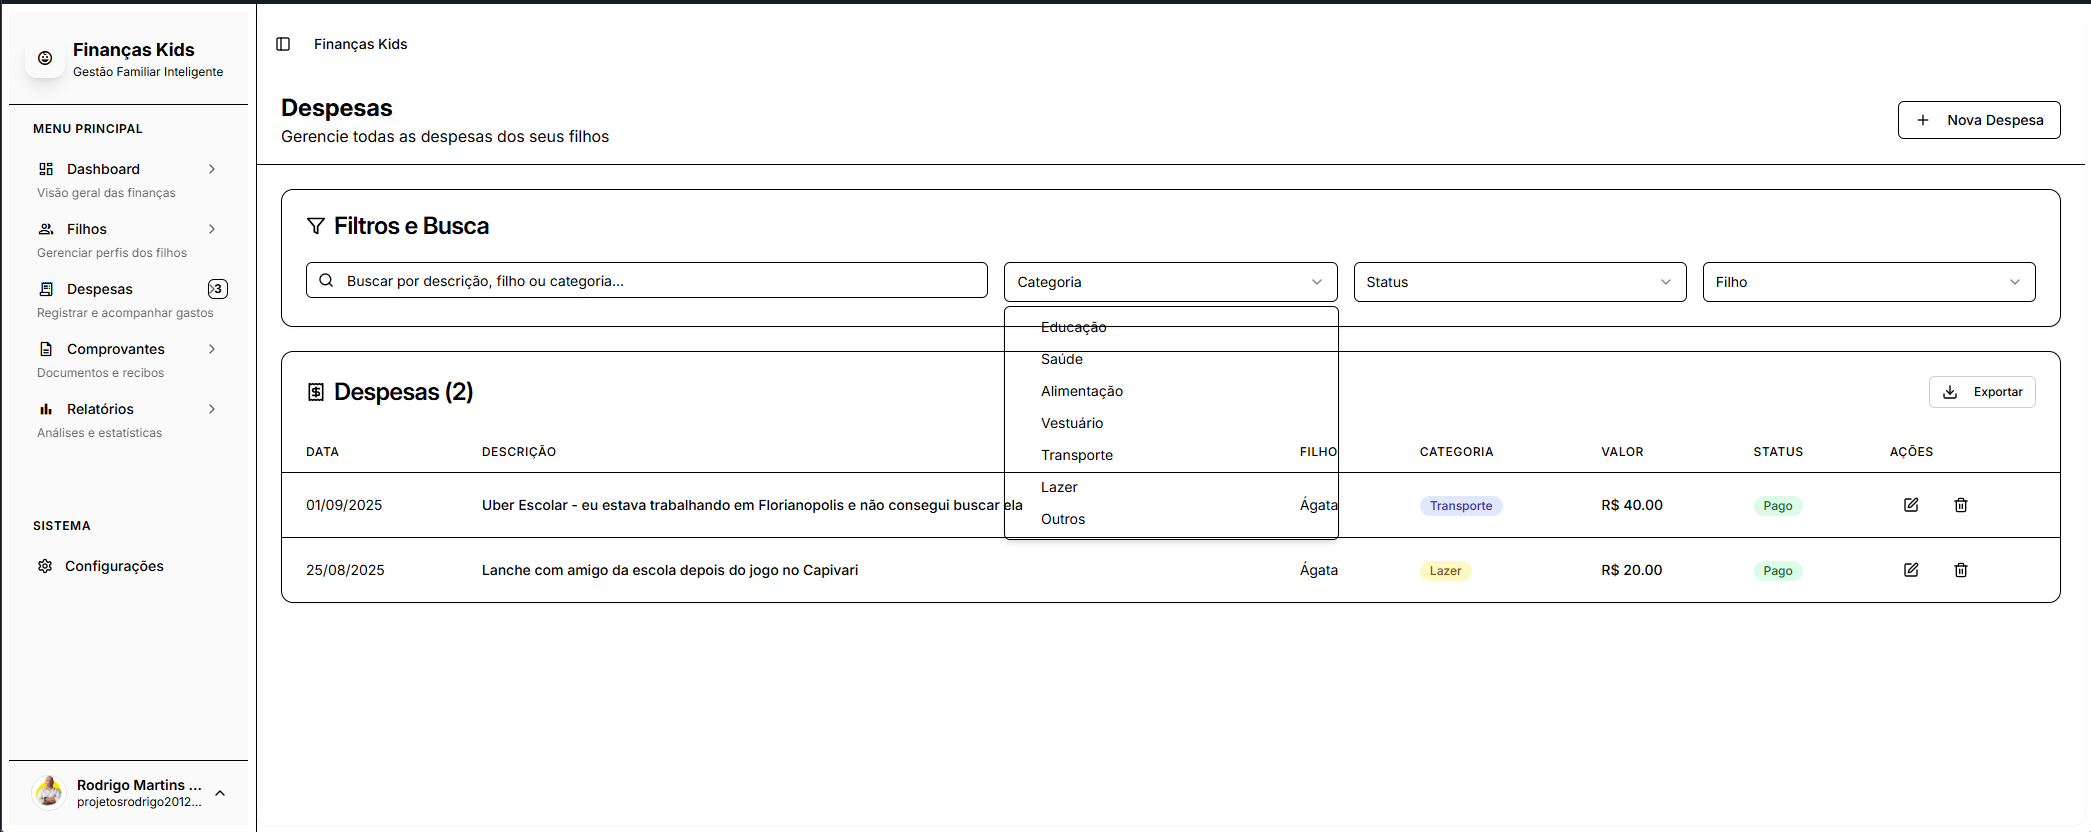 Finanças Kids
Gestão Familiar Inteligente
MENU PRINCIPAL
Dashboard
Visão geral das finanças
Filhos
Gerenciar perfis dos filhos
Despesas
3
Registrar e acompanhar gastos
Comprovantes
Documentos e recibos
Relatórios
Análises e estatísticas
SISTEMA
Configurações
Rodrigo Martins ...
projetosrodrigo2012...
Finanças Kids
Despesas
Gerencie todas as despesas dos seus filhos
Nova Despesa
Filtros e Busca
Buscar por descrição, filho ou categoria...
Categoria
Status
Filho
Educação
Saúde
Alimentação
Vestuário
Transporte
Lazer
Outros
Despesas (2)
Exportar
DATA DESCRIÇÃO FILHO CATEGORIA VALOR STATUS AÇÕES
01/09/2025 Uber Escolar - eu estava trabalhando em Florianopolis e não consegui buscar ela Ágata Transporte R$ 40.00 Pago
25/08/2025 Lanche com amigo da escola depois do jogo no Capivari Ágata Lazer R$ 20.00 Pago